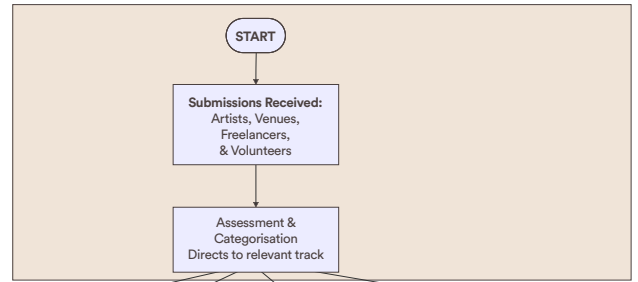 START
Submissions Received:
Artists, Venues,
Freelancers,
& Volunteers
Assessment &
Categorisation
Directs to relevant track